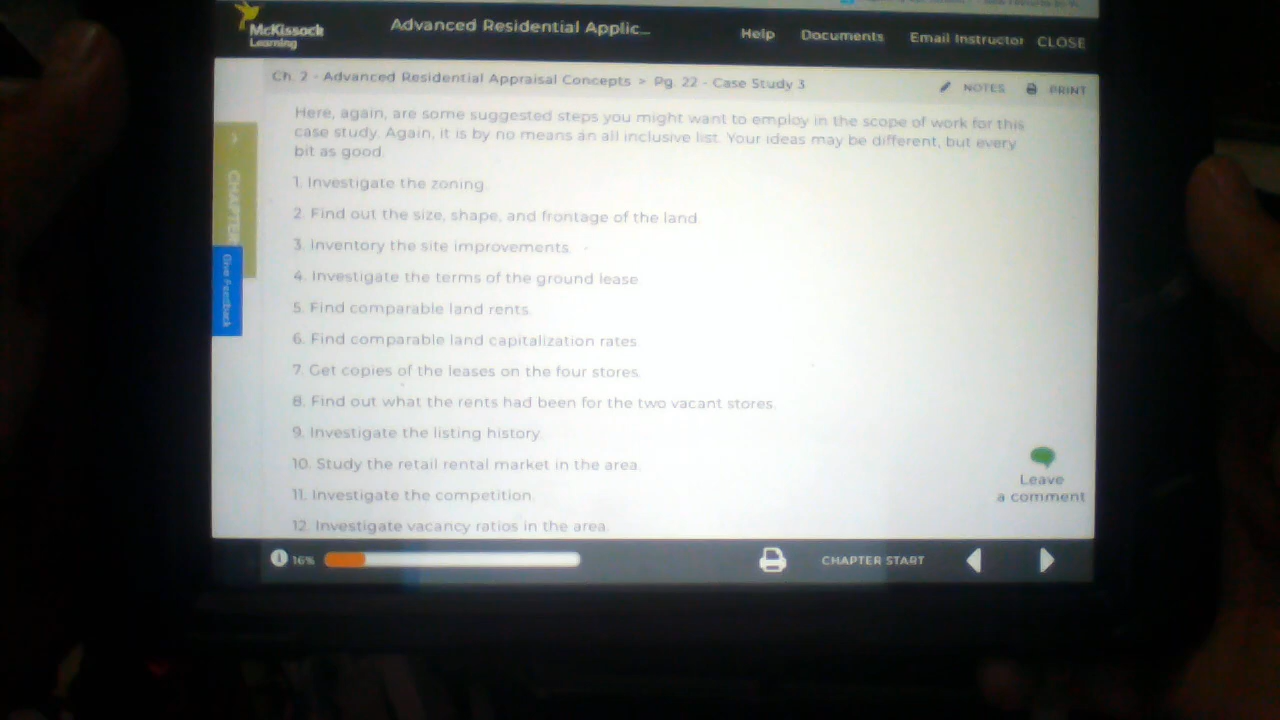 McKissock
Learning
Advanced Residential Applic...
Help
Documents
Email Instructor
CLOSE
Ch. 2 - Advanced Residential Appraisal Concepts > Pg. 22 - Case Study 3
NOTES
PRINT
Here, again, are some suggested steps you might want to employ in the scope of work for this
case study. Again, it is by no means an all inclusive list. Your ideas may be different, but every
bit as good.
1. Investigate the zoning.
2. Find out the size, shape, and frontage of the land.
3. Inventory the site improvements.
4. Investigate the terms of the ground lease.
5. Find comparable land rents.
6. Find comparable land capitalization rates.
7. Get copies of the leases on the four stores.
8. Find out what the rents had been for the two vacant stores.
9. Investigate the listing history.
10. Study the retail rental market in the area.
11. Investigate the competition.
12. Investigate vacancy ratios in the area.
CHAPTER
Give Feedback
Leave
a comment
16%
CHAPTER START